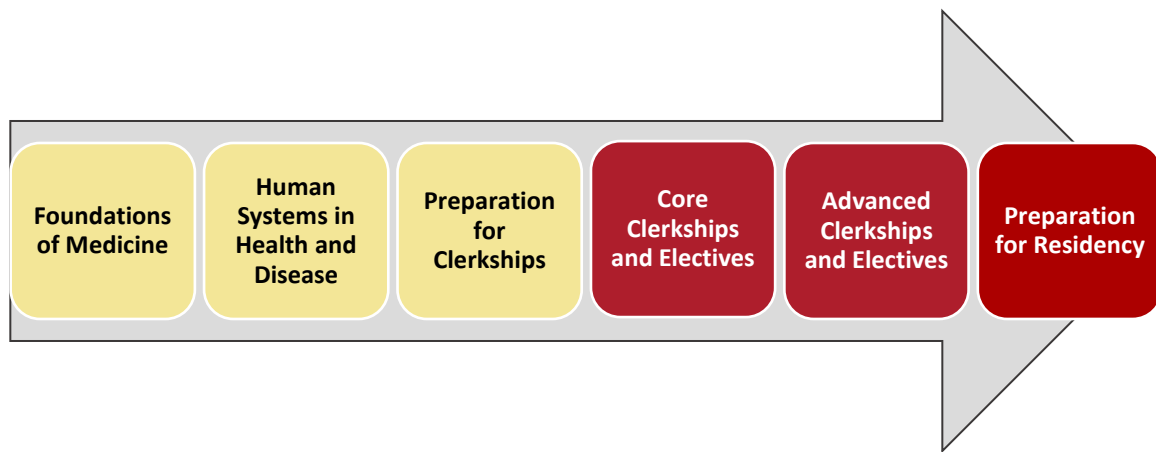 Foundations
of Medicine
Human
Systems in
Health and
Disease
Preparation
for
Clerkships
Core
Clerkships
and Electives
Advanced
Clerkships
and Electives
Preparation
for Residency